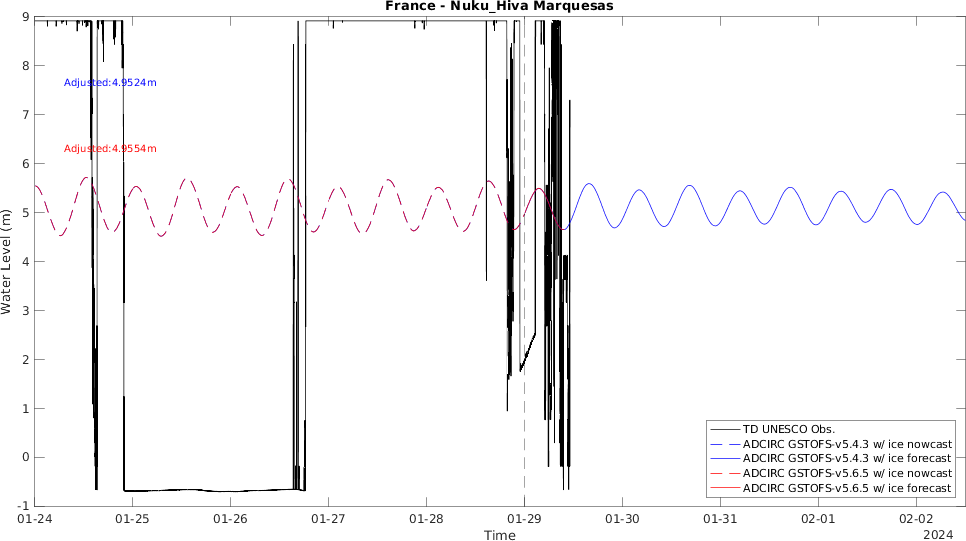 France - Nuku_Hiva Marquesas
9
8
7
6
5
4
3
2
1
0
-1
Water Level (m)
Adjusted:4.9524m
Adjusted:4.9554m
TD UNESCO Obs.
ADCIRC GSTOFS-v5.4.3 w/ ice nowcast
ADCIRC GSTOFS-v5.4.3 w/ ice forecast
ADCIRC GSTOFS-v5.6.5 w/ ice nowcast
ADCIRC GSTOFS-v5.6.5 w/ ice forecast
01-24 01-25 01-26 01-27 01-28 01-29 01-30 01-31 02-01 02-02
Time
2024